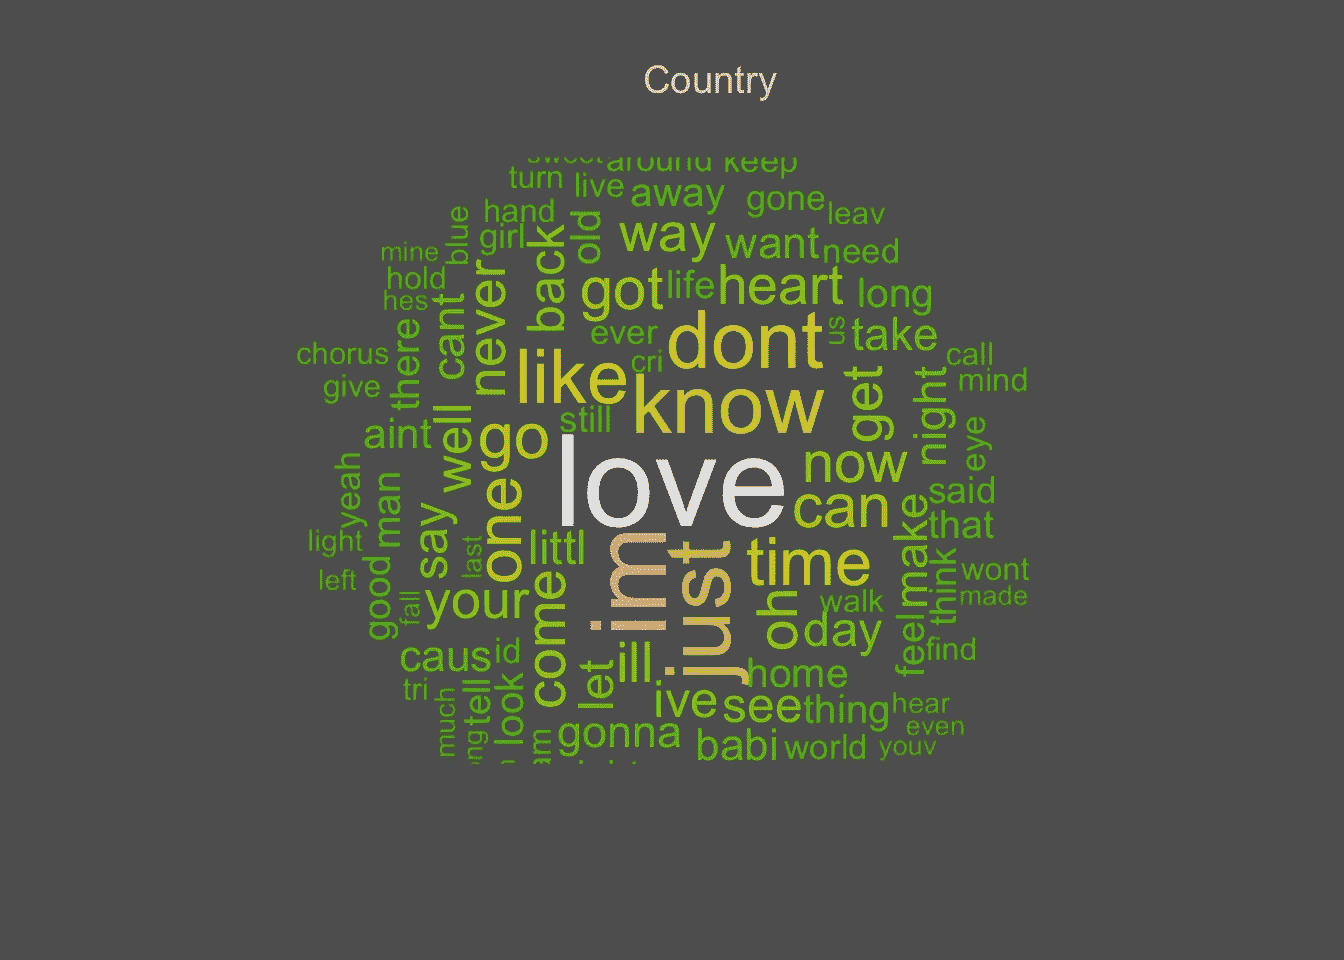 Country
around keep
turn live away gone leav
hand
blue girl back old way want need
mine
hold never got life heart long
hes cant
there ever dont us take
chorus like cri call
give know get night mind
aint well go still eye
love now
yeah man one can said
say make that
light last littl im just time think wont
left good fall your come oh walk made
day feel find
caus id let ill home
tri look ive see thing hear
much tell gonna even
babi world youv